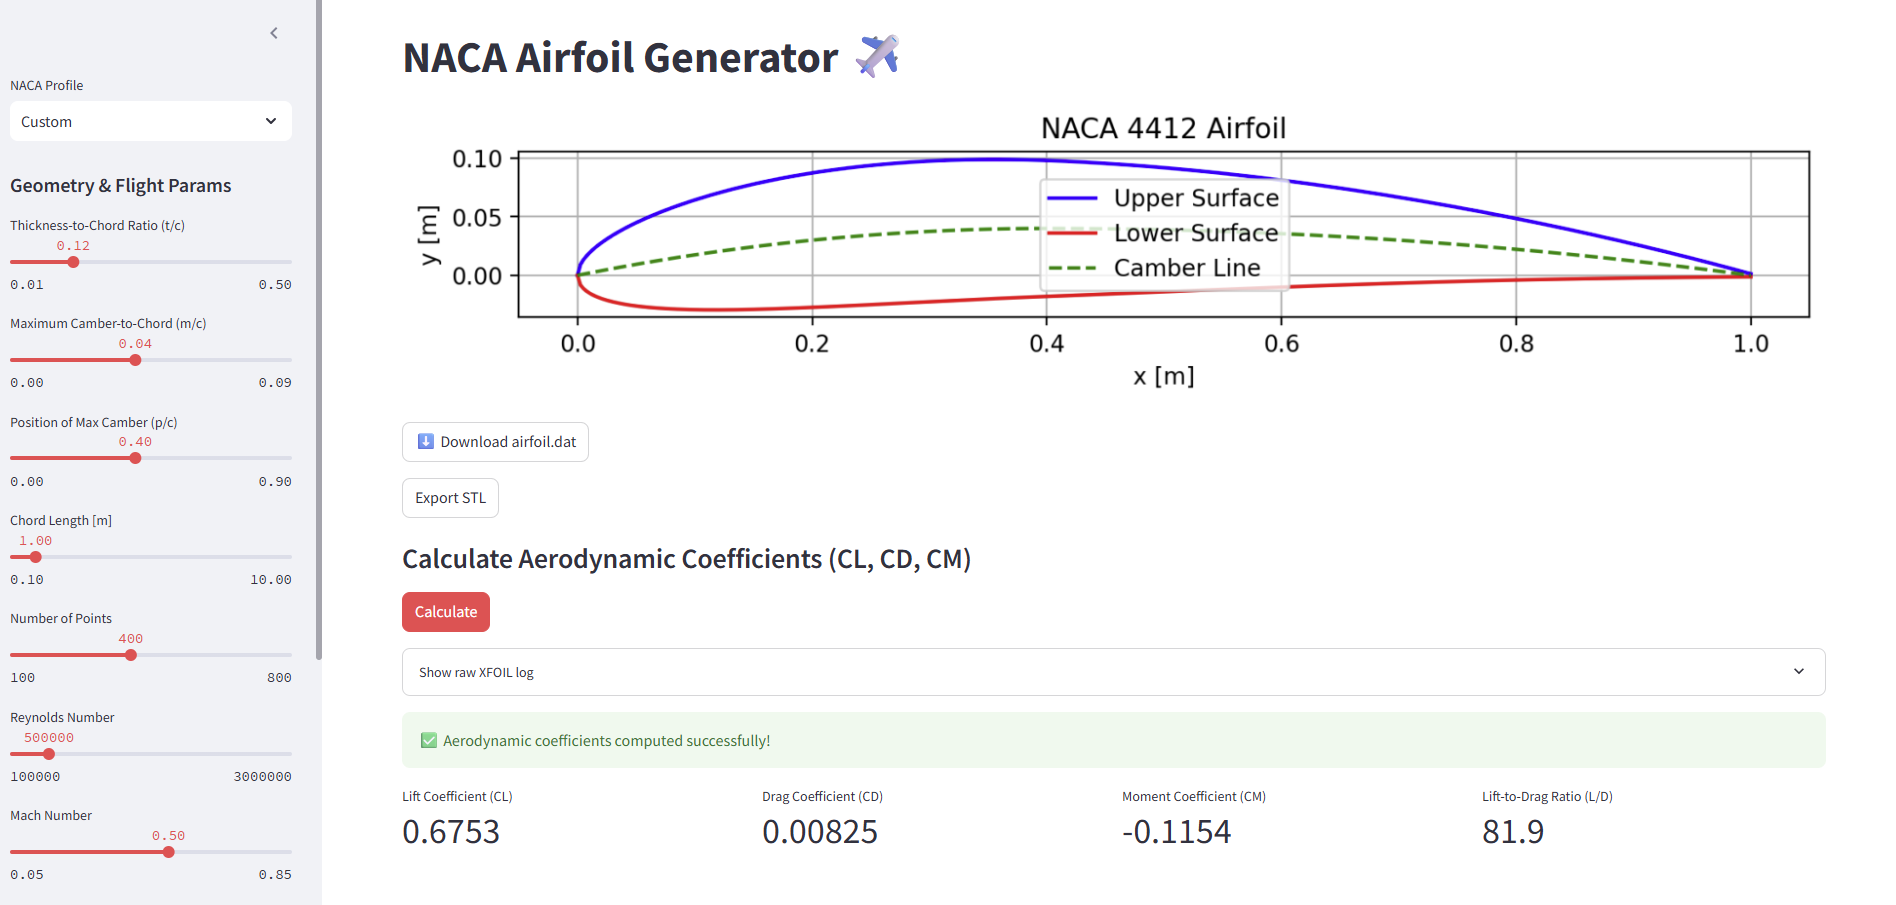 NACA Profile
Custom
Geometry & Flight Params
Thickness-to-Chord Ratio (t/c)
0.12
0.01 0.50
Maximum Camber-to-Chord (m/c)
0.04
0.00 0.09
Position of Max Camber (p/c)
0.40
0.00 0.90
Chord Length [m]
1.00
0.10 10.00
Number of Points
400
100 800
Reynolds Number
500000
100000 3000000
Mach Number
0.50
0.05 0.85
NACA Airfoil Generator
NACA 4412 Airfoil
0.10
0.05
0.00
y [m]
Upper Surface
Lower Surface
Camber Line
0.0 0.2 0.4 0.6 0.8 1.0
x [m]
Download airfoil.dat
Export STL
Calculate Aerodynamic Coefficients (CL, CD, CM)
Calculate
Show raw XFOIL log
Aerodynamic coefficients computed successfully!
Lift Coefficient (CL) Drag Coefficient (CD) Moment Coefficient (CM) Lift-to-Drag Ratio (L/D)
0.6753 0.00825 -0.1154 81.9